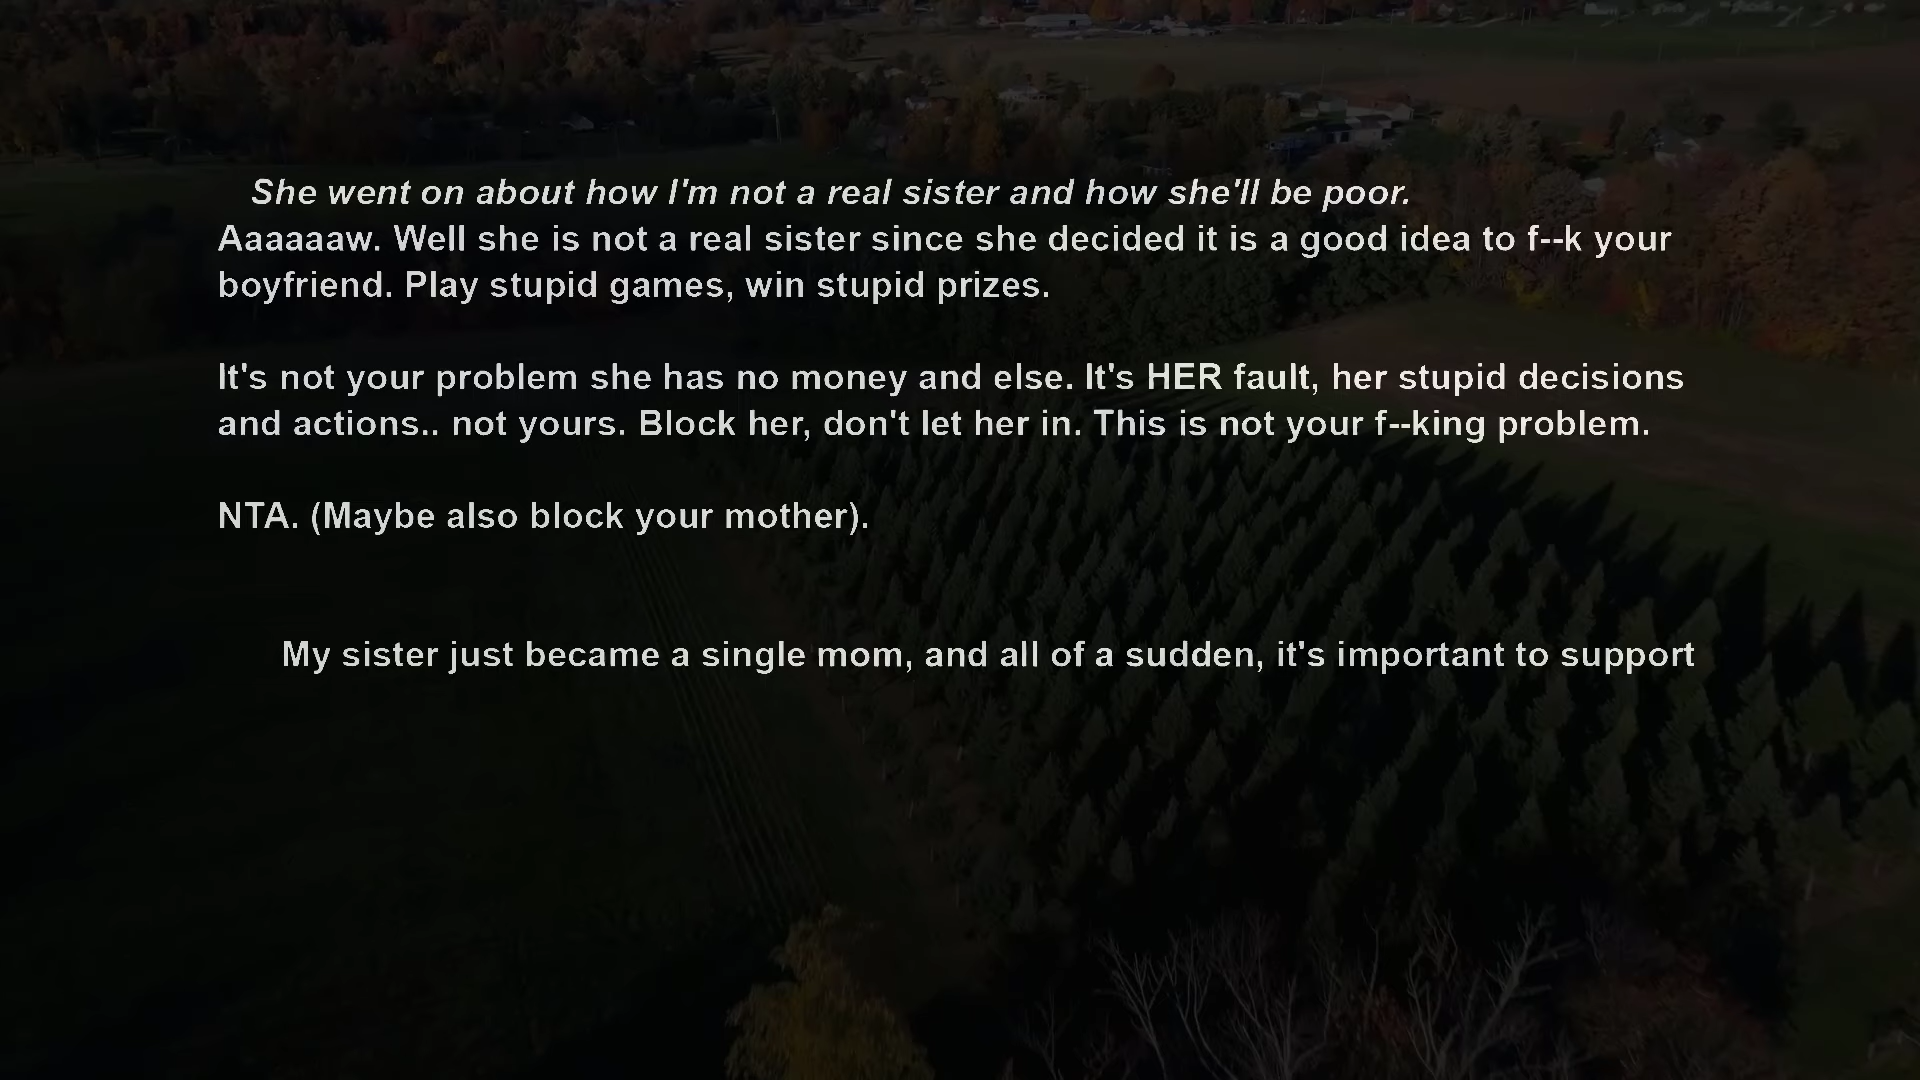 She went on about how I'm not a real sister and how she'll be poor.
Aaaaaaw. Well she is not a real sister since she decided it is a good idea to f--k your
boyfriend. Play stupid games, win stupid prizes.
It's not your problem she has no money and else. It's HER fault, her stupid decisions
and actions.. not yours. Block her, don't let her in. This is not your f--king problem.
NTA. (Maybe also block your mother).
My sister just became a single mom, and all of a sudden, it's important to support